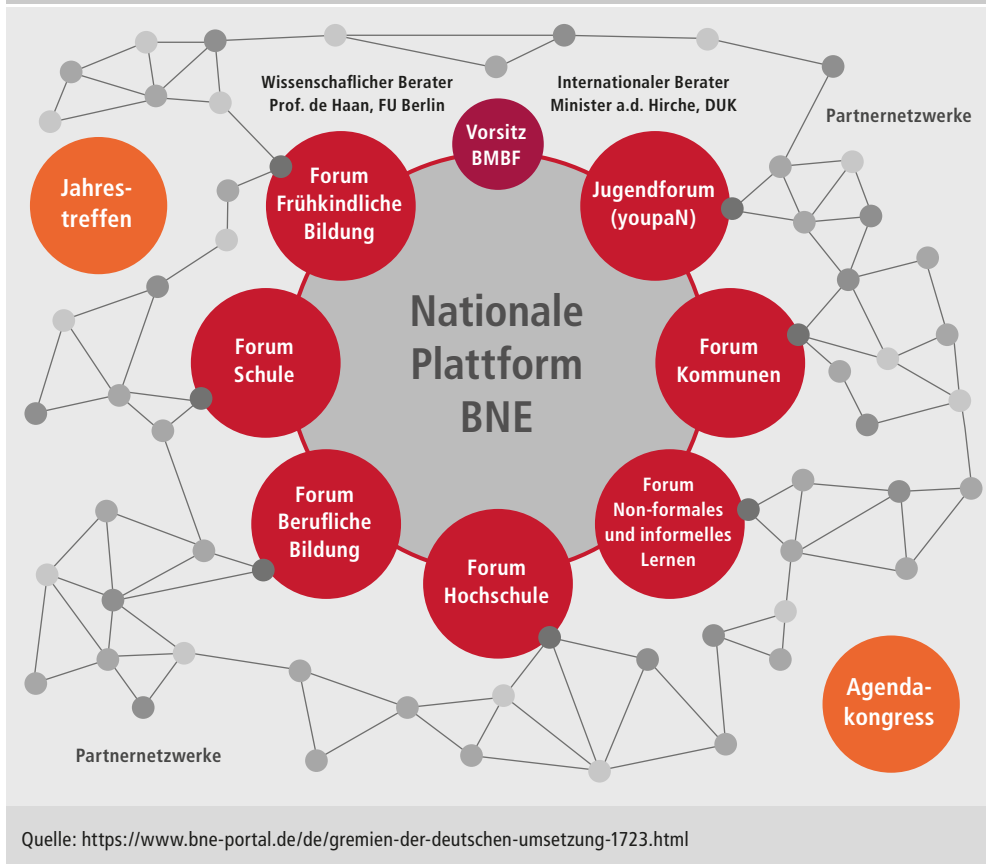 Wissenschaflicher Berater
Prof. de Haan, FU Berlin
Internationaler Berater
Minister a.d. Hirche, DUK
Partnernetzwerke
Vorsitz
BMBF
Jahres-
treffen
Forum
Frühkindliche
Bildung
Jugendforum
(youpaN)
Nationale
Plattform
BNE
Forum
Schule
Forum
Kommunen
Forum
Berufliche
Bildung
Forum
Non-formales
und informelles
Lernen
Forum
Hochschule
Agenda-
kongress
Partnernetzwerke
Quelle: https://www.bne-portal.de/de/gremien-der-deutschen-umsetzung-1723.html